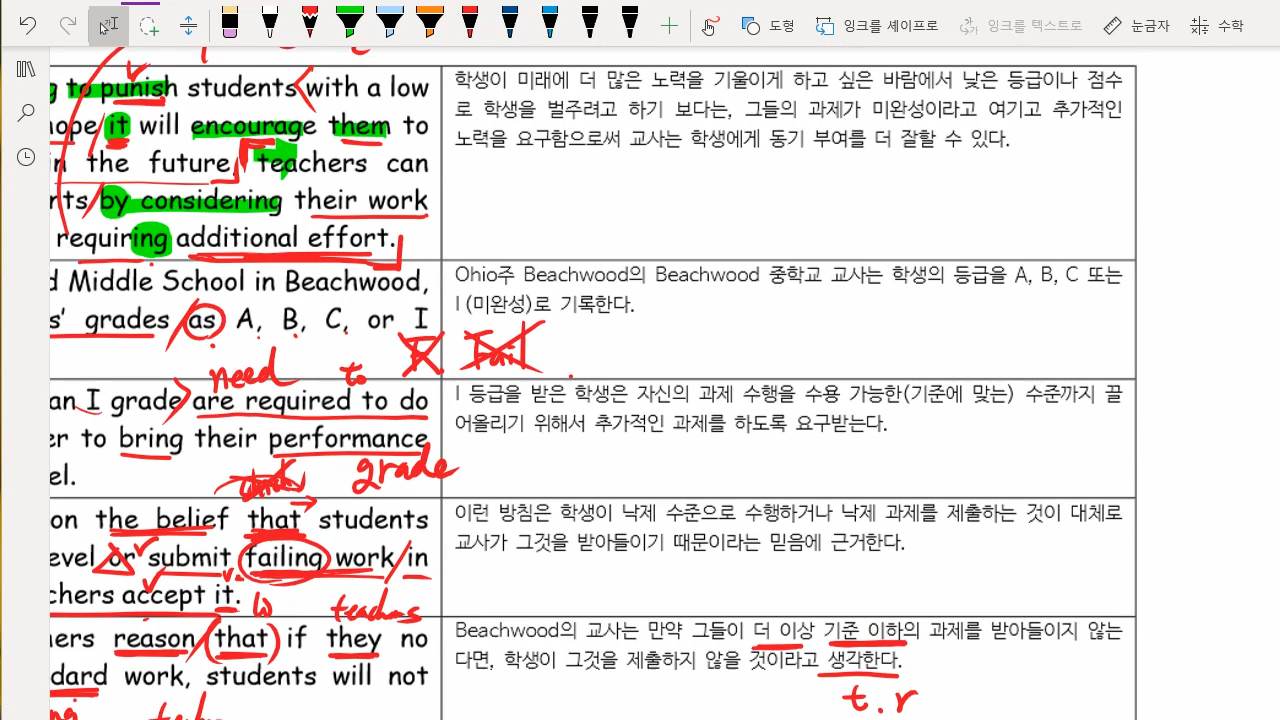 도형
잉크를 셰이프로
잉크를 텍스트로
눈금자
수학
g to punish students with a low
hope it will encourage them to
in the future, teachers can
nts by considering their work
requiring additional effort.
학생이 미래에 더 많은 노력을 기울이게 하고 싶은 바람에서 낮은 등급이나 점수
로 학생을 벌주려고 하기 보다는, 그들의 과제가 미완성이라고 여기고 추가적인
노력을 요구함으로써 교사는 학생에게 동기 부여를 더 잘할 수 있다.
d Middle School in Beachwood,
s' grades as A, B, C, or I
Ohio주 Beachwood의 Beachwood 중학교 교사는 학생의 등급을 A, B, C 또는
I (미완성)로 기록한다.
F Fail
need to
an I grade are required to do
er to bring their performance
el.
grade
I 등급을 받은 학생은 자신의 과제 수행을 수용 가능한(기준에 맞는) 수준까지 끌
어올리기 위해서 추가적인 과제를 하도록 요구받는다.
on the belief that students
evel or submit failing work in
chers accept it.
이런 방침은 학생이 낙제 수준으로 수행하거나 낙제 과제를 제출하는 것이 대체로
교사가 그것을 받아들이기 때문이라는 믿음에 근거한다.
teachers
ners reason (that) if they no
dard work, students will not
Beachwood의 교사는 만약 그들이 더 이상 기준 이하의 과제를 받아들이지 않는
다면, 학생이 그것을 제출하지 않을 것이라고 생각한다.
t. r